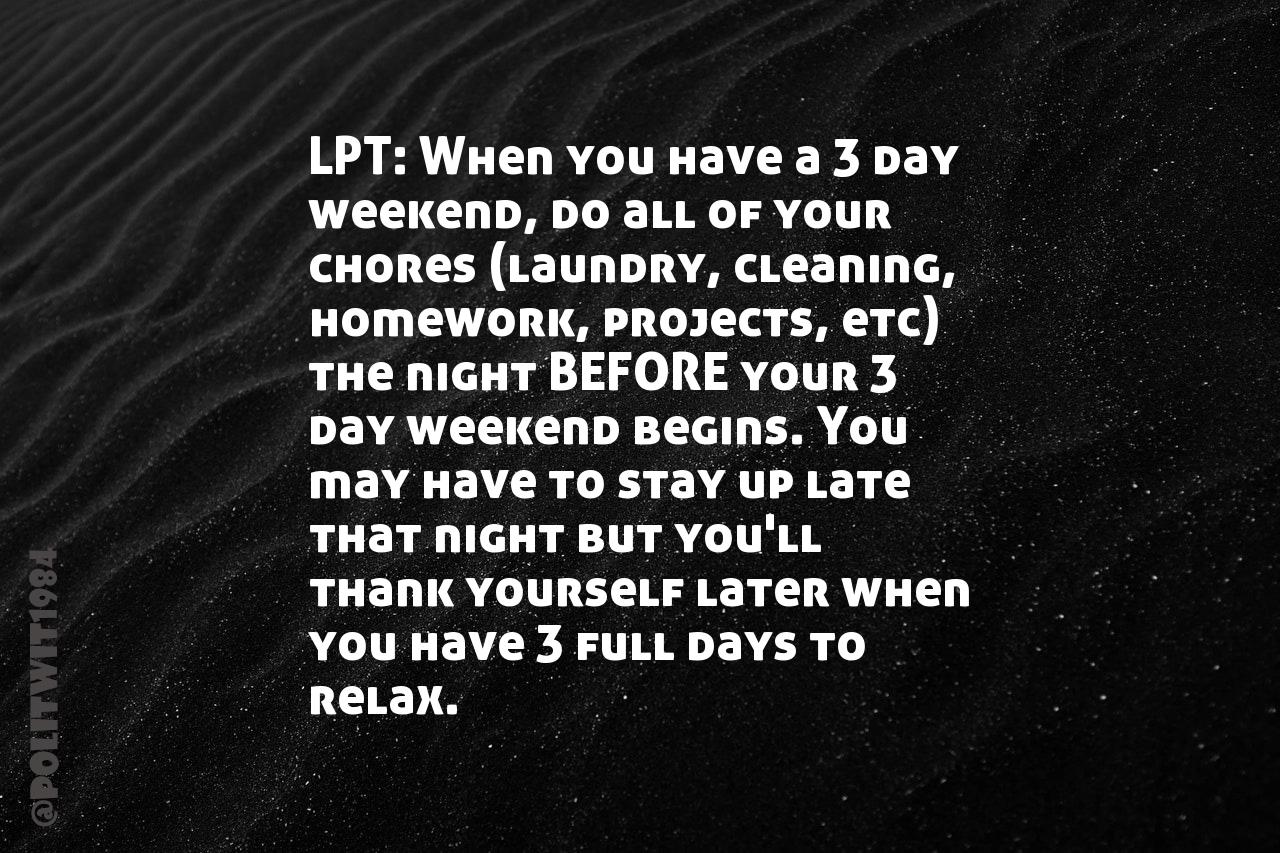 LPT: When you have a 3 day
weekend, do all of your
chores (laundry, cleaning,
homework, projects, etc)
the night BEFORE your 3
day weekend begins. You
may have to stay up late
that night but you'll
thank yourself later when
you have 3 full days to
relax.
@POLITWIT1984